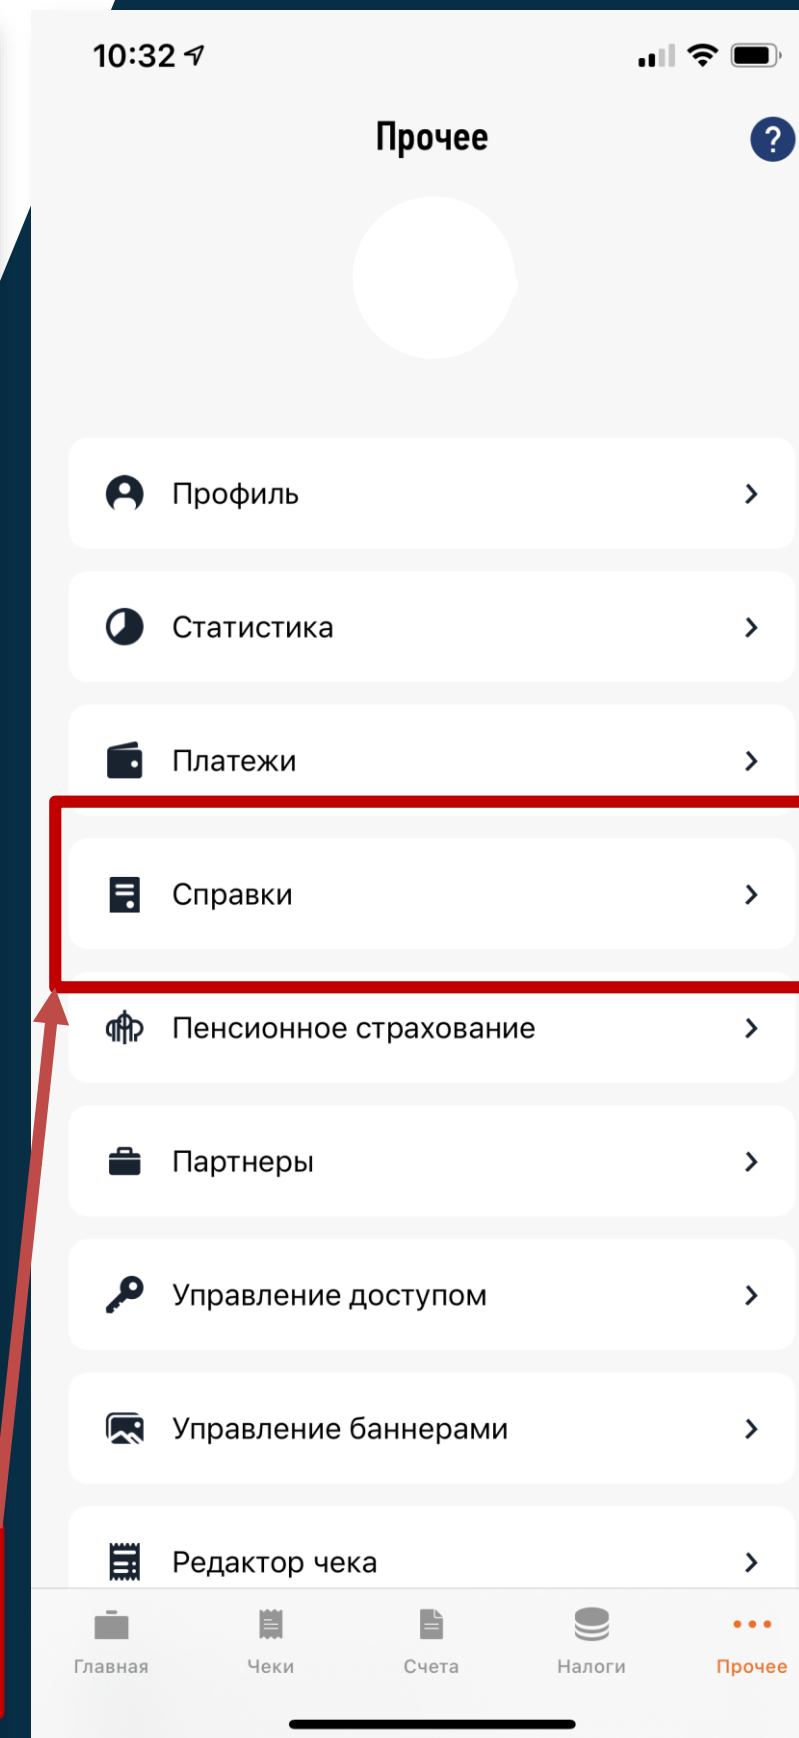 10:32
Прочее
?
Профиль
Статистика
Платежи
Справки
Пенсионное страхование
Партнеры
Управление доступом
Управление баннерами
Редактор чека
Главная Чеки Счета Налоги Прочее